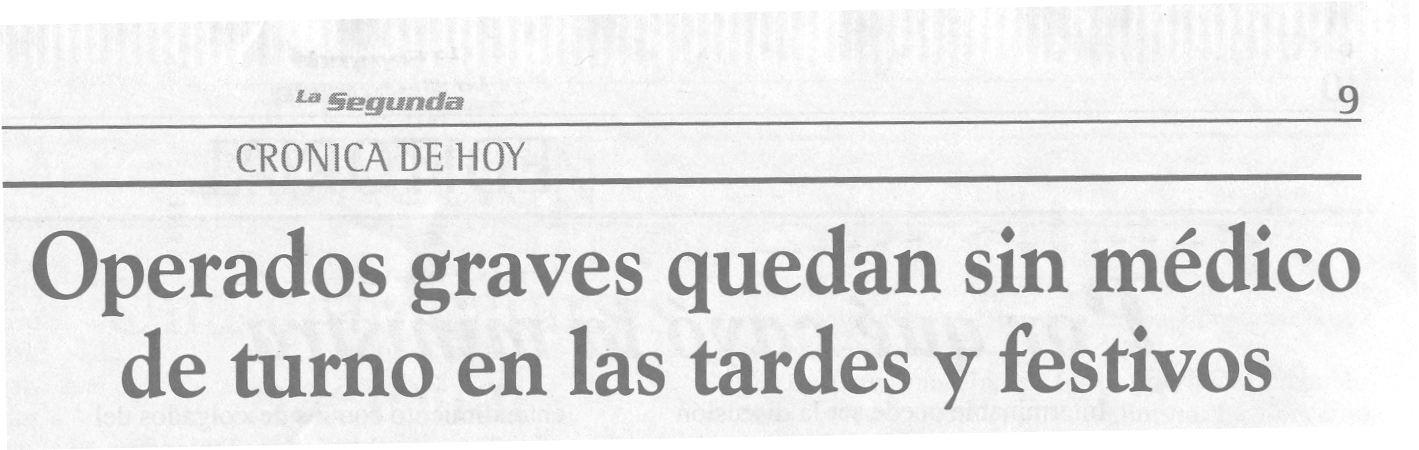 La Segunda 9
CRONICA DE HOY
Operados graves quedan sin médico
de turno en las tardes y festivos